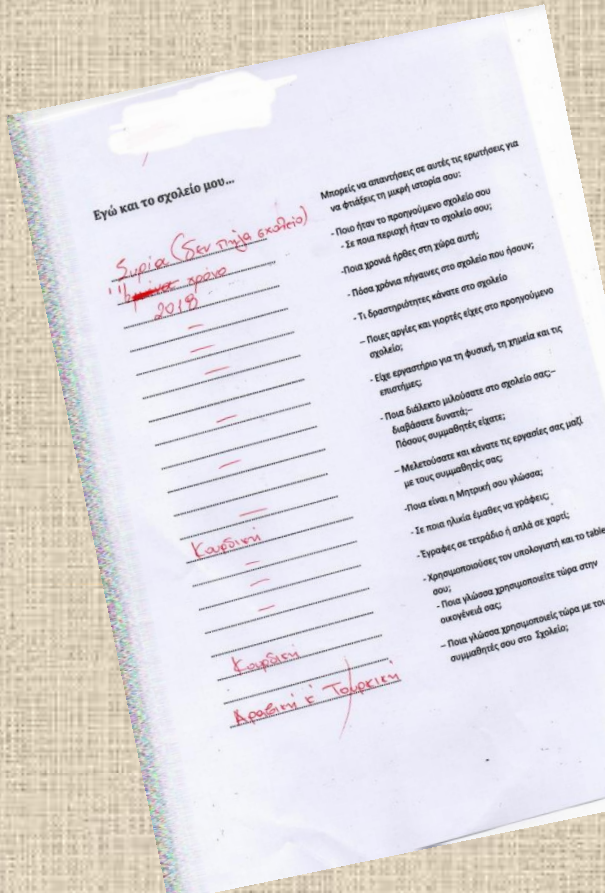 Εγώ και το σχολείο μου...
Συρία (δεν πήγα σχολείο)
χρόνο
2018
—
—
—
—
—
—
Κουρδική
—
—
—
Κουρδική
Αραβική κ' Τουρκική
Μπορείς να απαντήσεις σε αυτές τις ερωτήσεις για
να φτιάξεις τη μικρή ιστορία σου:
- Ποιο ήταν το προηγούμενο σχολείο σου
- Σε ποια περιοχή ήταν το σχολείο σου;
-Ποια χρονιά ήρθες στη χώρα αυτή;
- Πόσα χρόνια πήγαινες στο σχολείο που ήσουν;
- Τι δραστηριότητες κάνατε στο σχολείο
– Ποιες αργίες και γιορτές είχες στο προηγούμενο
σχολείο;
- Είχε εργαστήριο για τη φυσική, τη χημεία και τις
επιστήμες;
- Ποια διάλεκτο μιλούσατε στο σχολείο σας;–
διαβάσατε δυνατά;–
Πόσους συμμαθητές είχατε;
– Μελετούσατε και κάνατε τις εργασίες σας μαζί
με τους συμμαθητές σας;
-Ποια είναι η Μητρική σου γλώσσα;
- Σε ποια ηλικία έμαθες να γράφεις;
- Έγραφες σε τετράδιο ή απλά σε χαρτί;
- Χρησιμοποιούσες τον υπολογιστή και το table
σου;
- Ποια γλώσσα χρησιμοποιείτε τώρα στην
οικογένειά σας;
– Ποια γλώσσα χρησιμοποιείς τώρα με του
συμμαθητές σου στο Σχολείο;